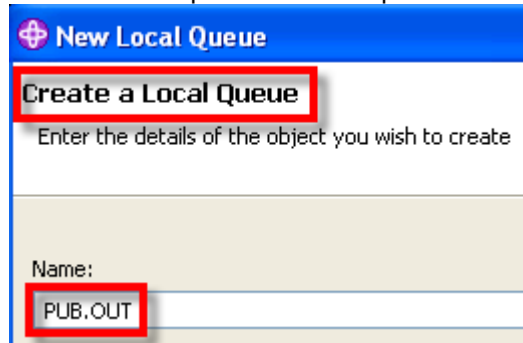 New Local Queue
Create a Local Queue
Enter the details of the object you wish to create
Name:
PUB.OUT